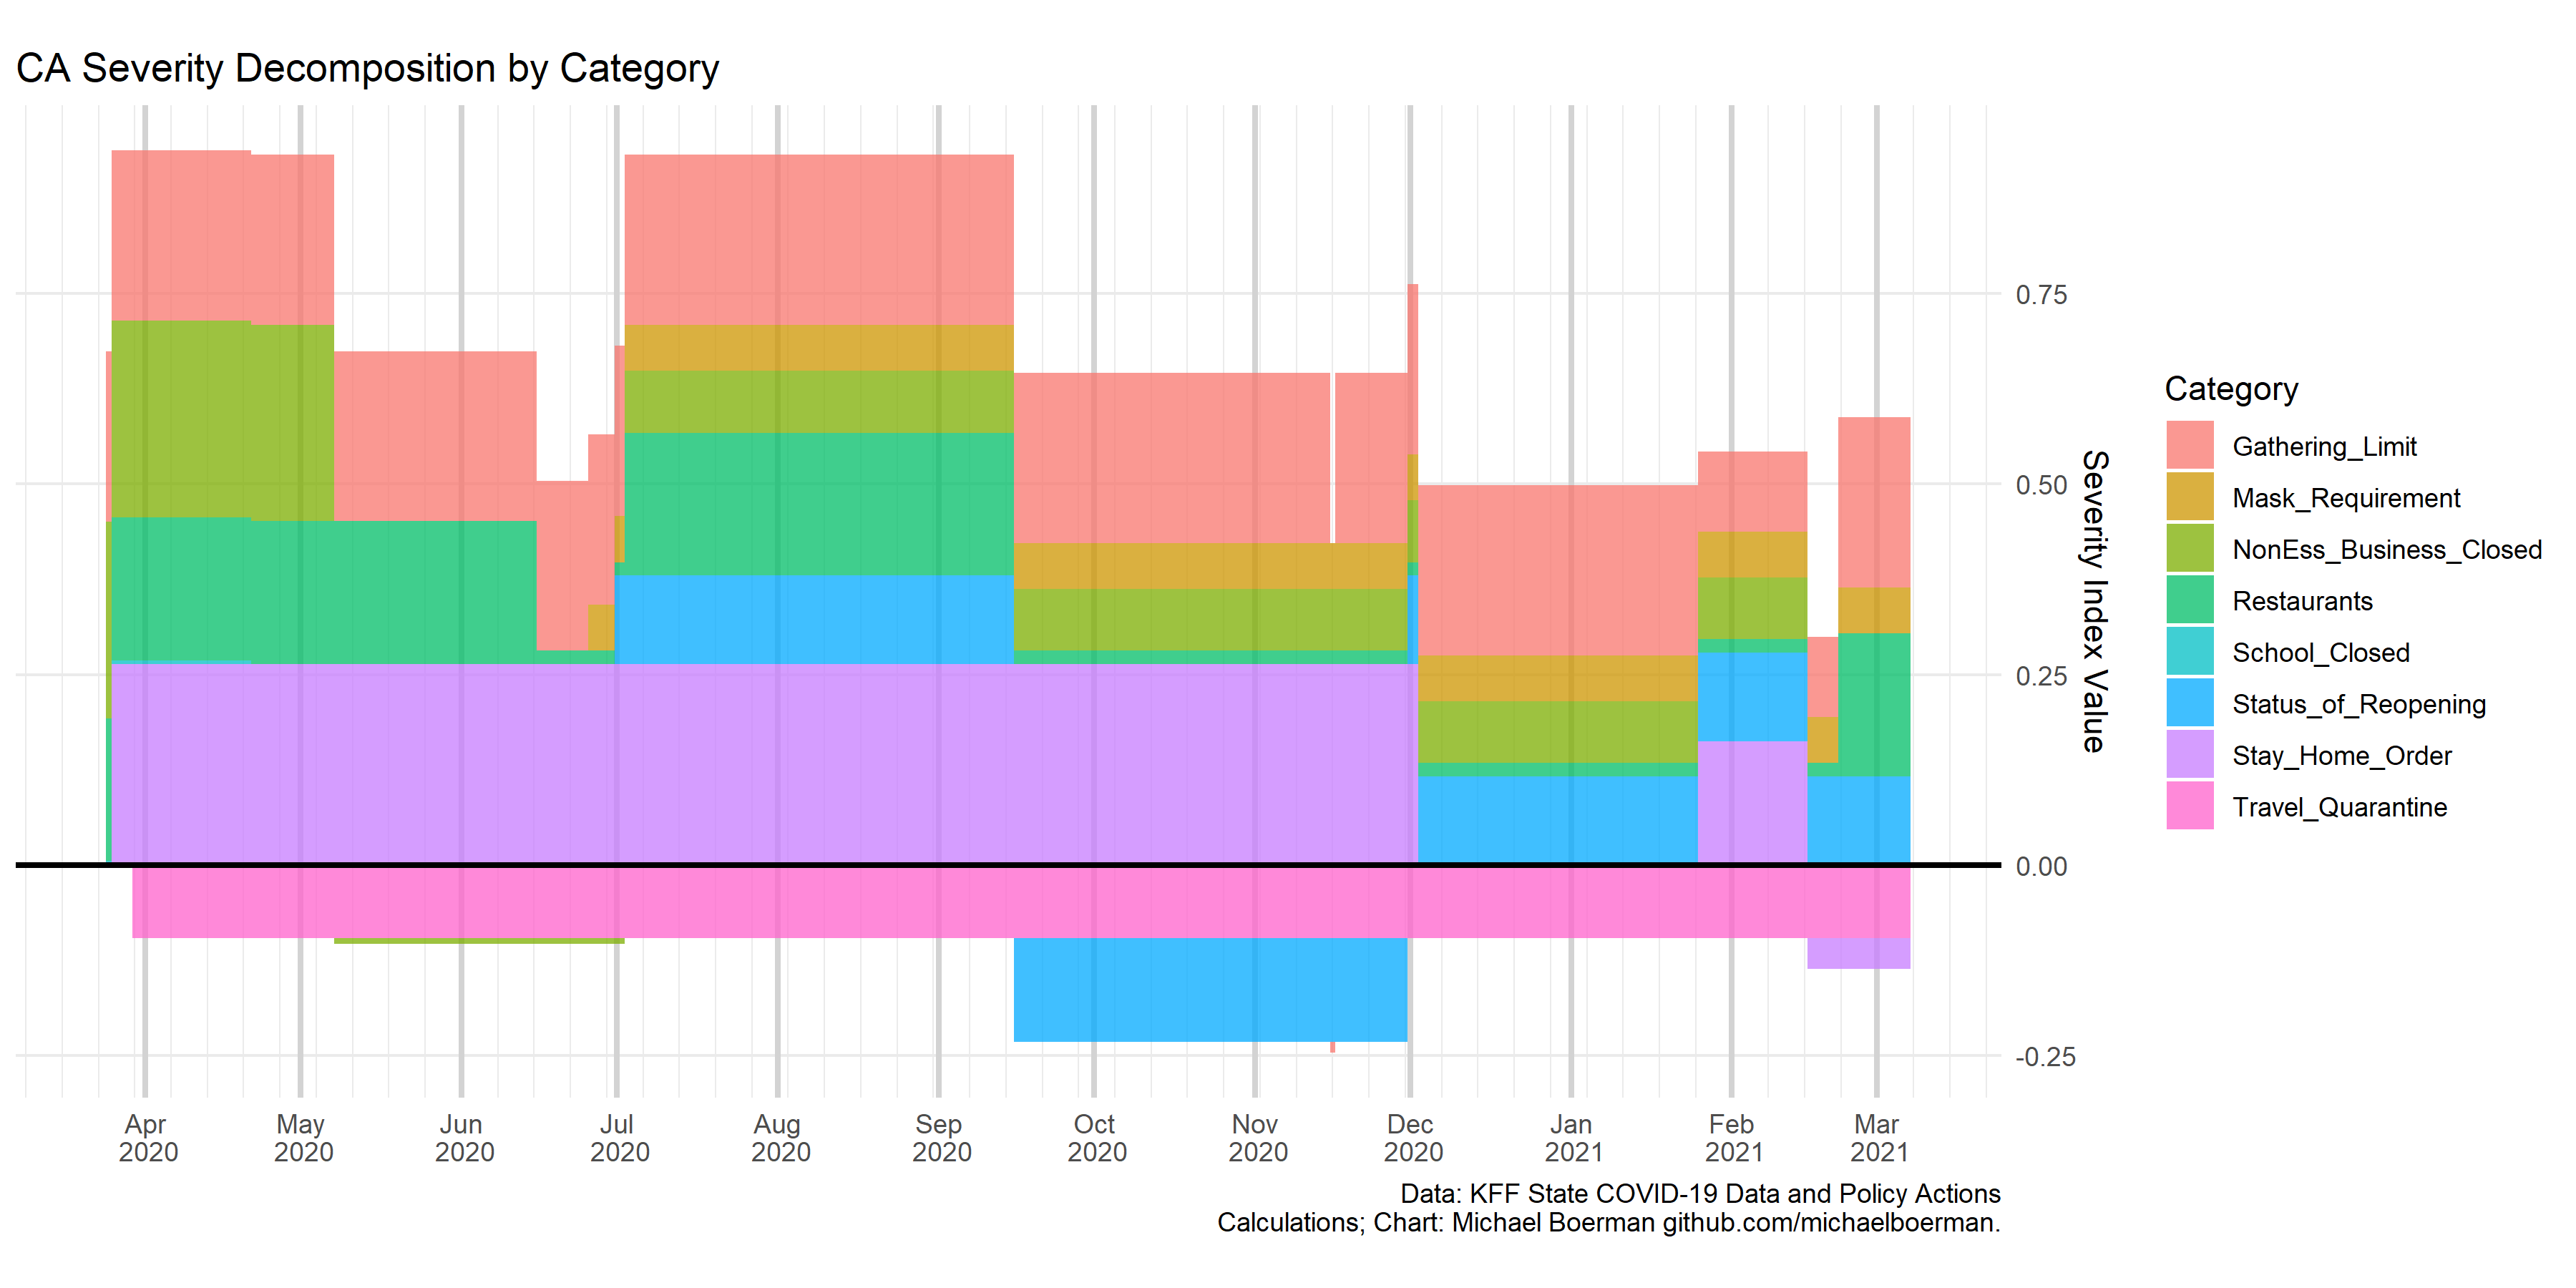 CA Severity Decomposition by Category
0.75
0.50
0.25
0.00
-0.25
Severity Index Value
Category
Gathering_Limit
Mask_Requirement
NonEss_Business_Closed
Restaurants
School_Closed
Status_of_Reopening
Stay_Home_Order
Travel_Quarantine
Apr May Jun Jul Aug Sep Oct Nov Dec Jan Feb Mar
2020 2020 2020 2020 2020 2020 2020 2020 2020 2021 2021 2021
Data: KFF State COVID-19 Data and Policy Actions
Calculations; Chart: Michael Boerman github.com/michaelboerman.